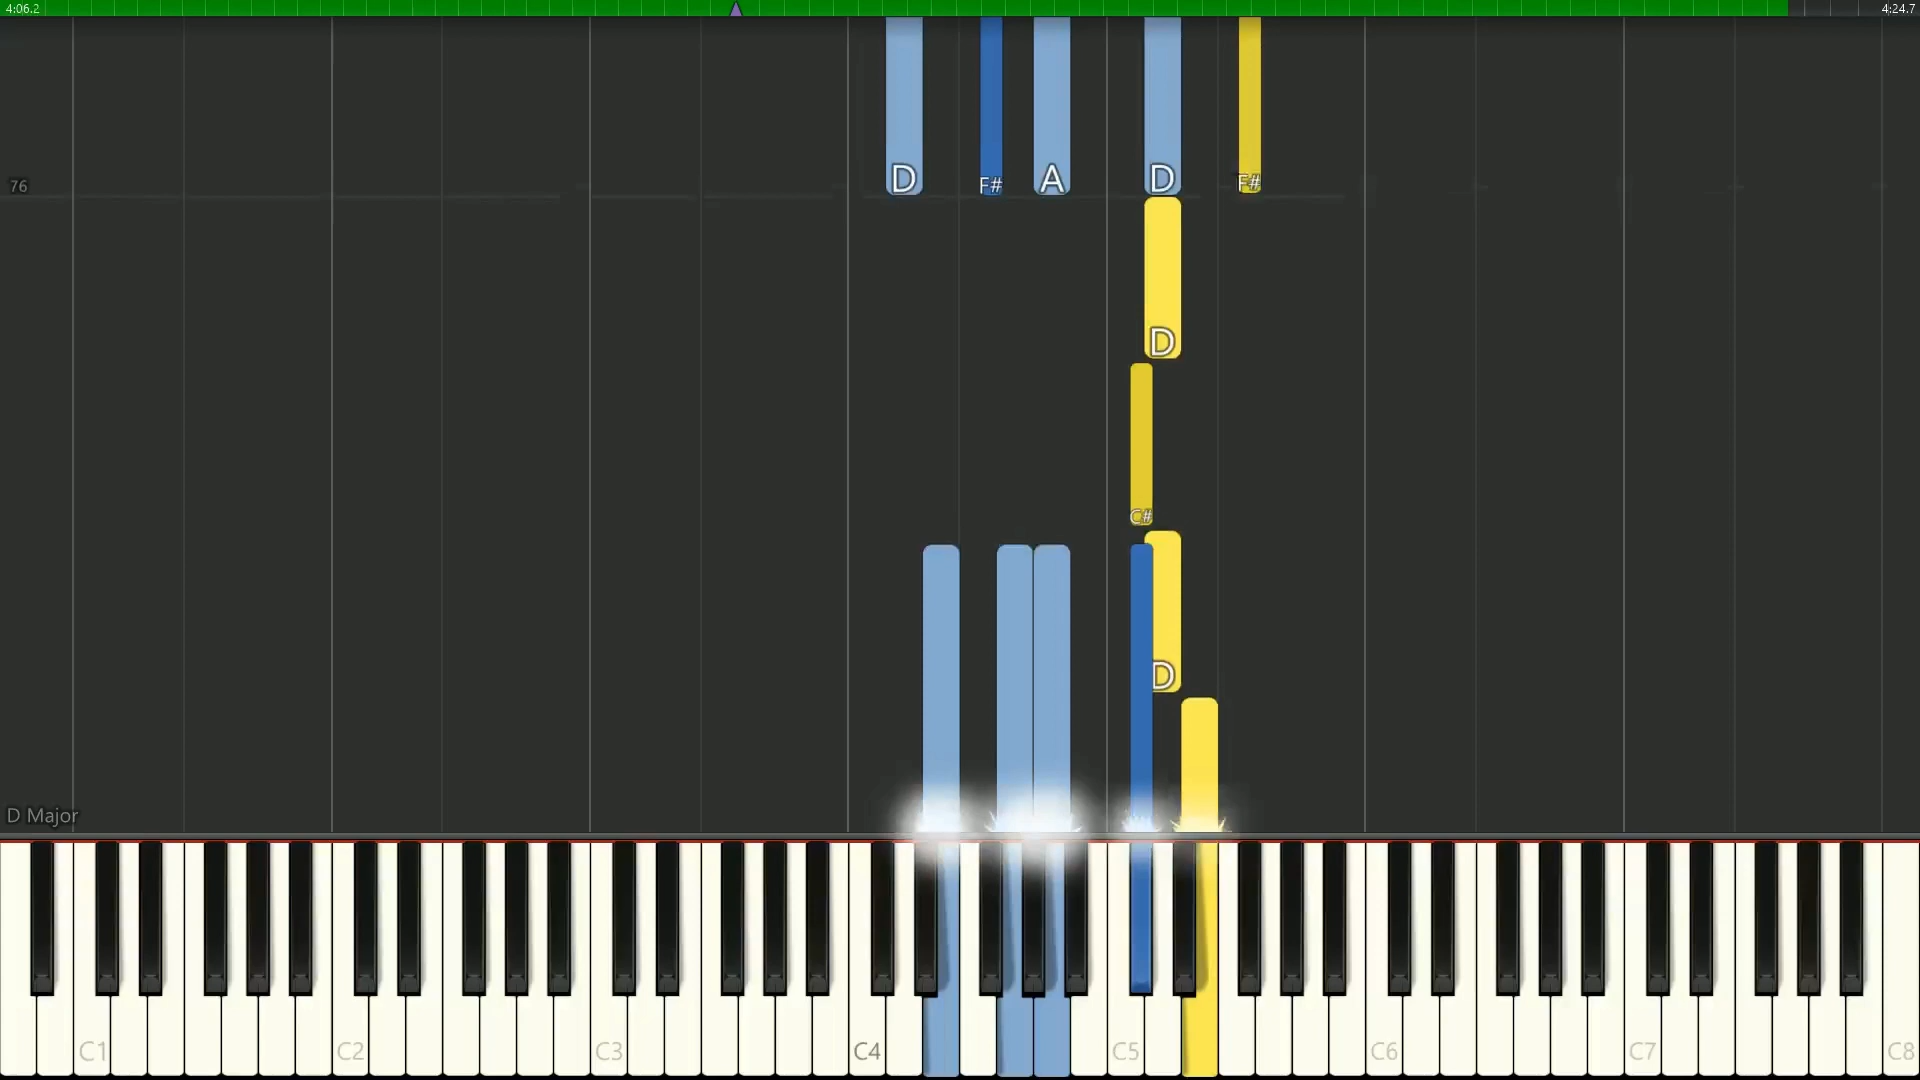 4:06.2 4:24.7
D F# A D F#
76
D
C#
D
D Major
C1 C2 C3 C4 C5 C6 C7 C8